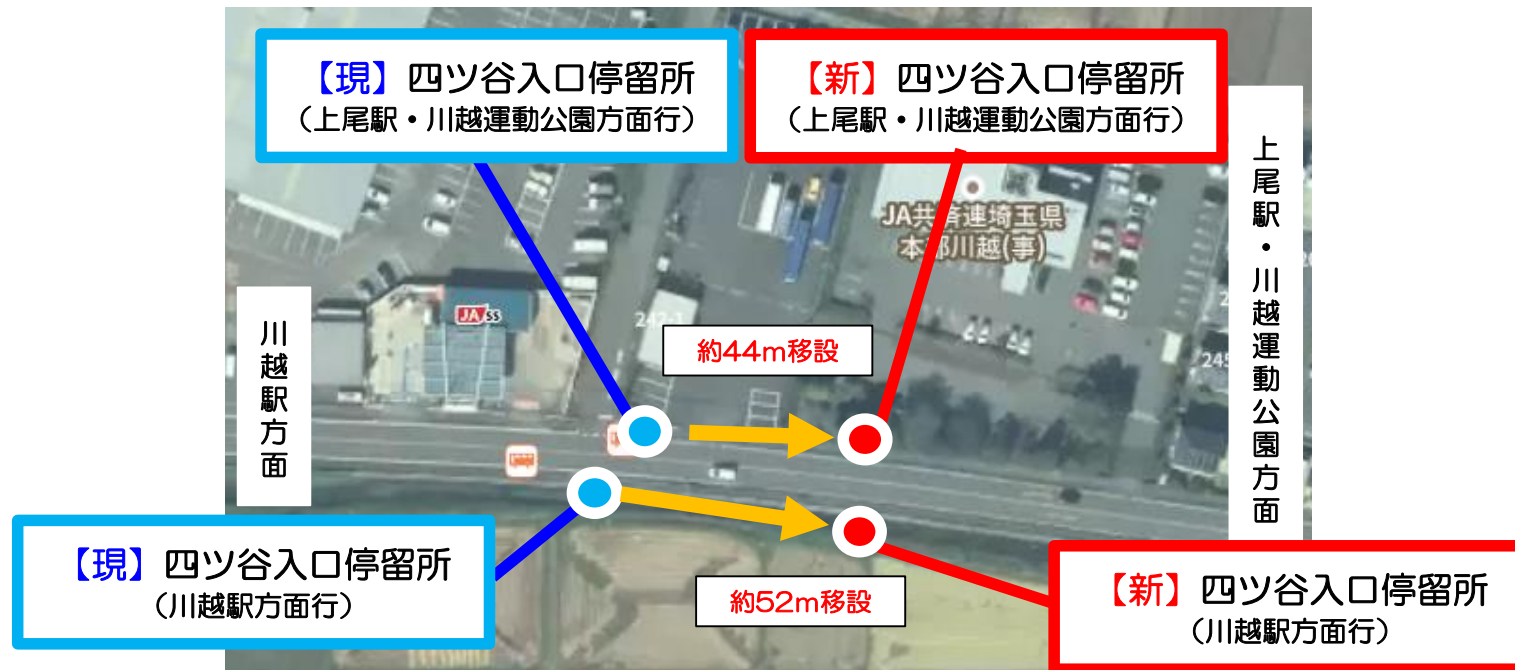 【現】四ツ谷入口停留所
(上尾駅・川越運動公園方面行)
【新】四ツ谷入口停留所
(上尾駅・川越運動公園方面行)
上尾駅・川越運動公園方面
JA共済連埼玉県
本部川越(事)
JA SS
242-1
約44m移設
川越駅方面
245
【現】四ツ谷入口停留所
(川越駅方面行)
約52m移設
【新】四ツ谷入口停留所
(川越駅方面行)